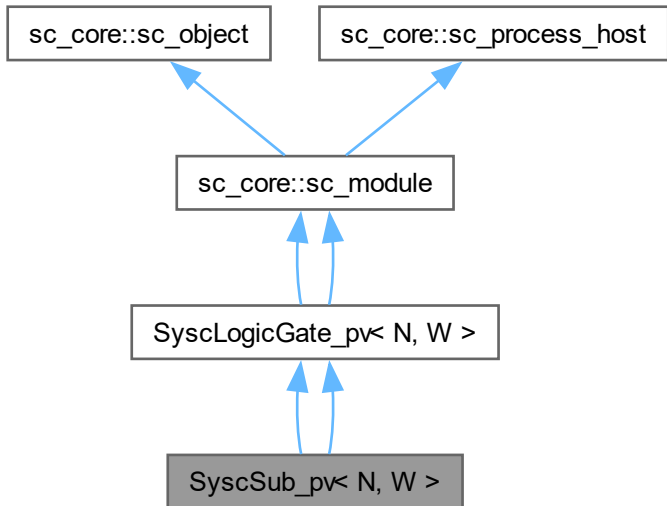 sc_core::sc_object
sc_core::sc_process_host
sc_core::sc_module
SyscLogicGate_pv< N, W >
SyscSub_pv< N, W >